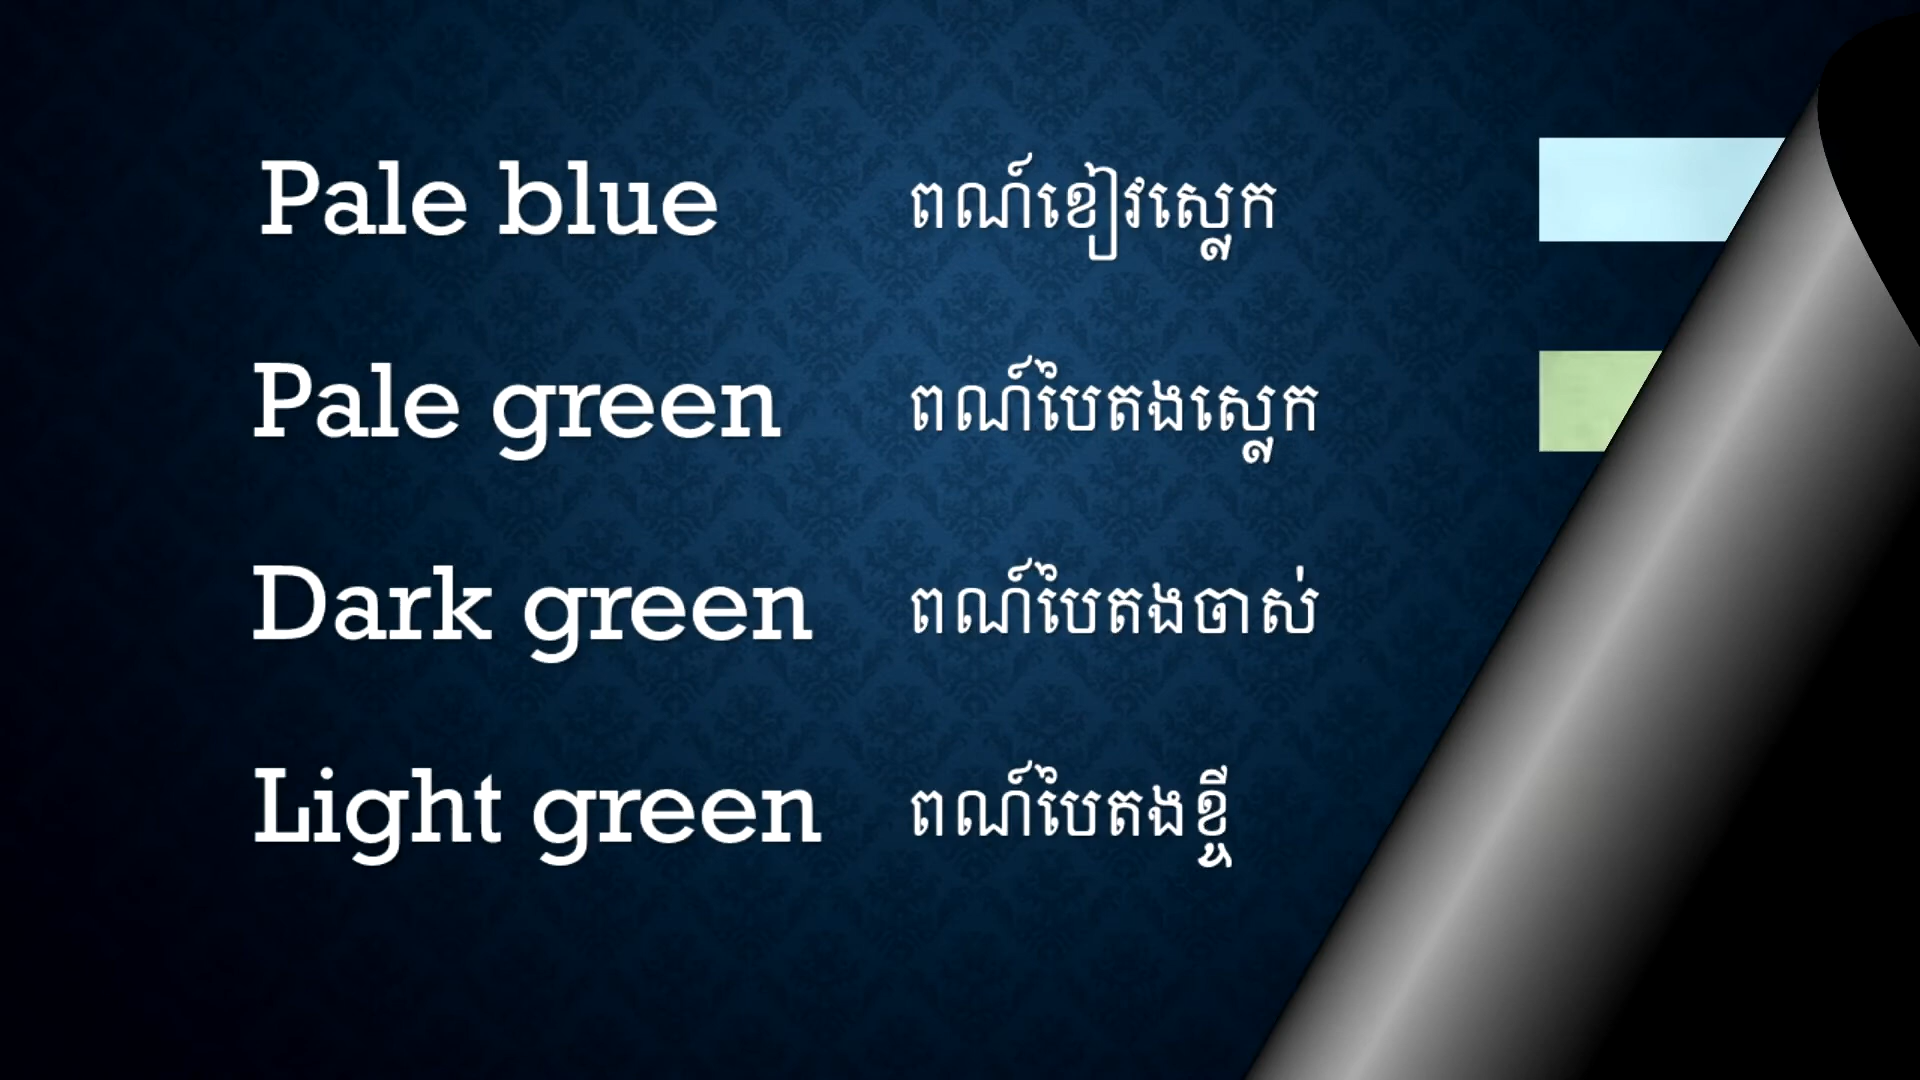 Pale blue ពណ៍ខៀវស្លេក
Pale green ពណ៍បៃតងស្លេក
Dark green ពណ៍បៃតងចាស់
Light green ពណ៍បៃតងខ្ចី